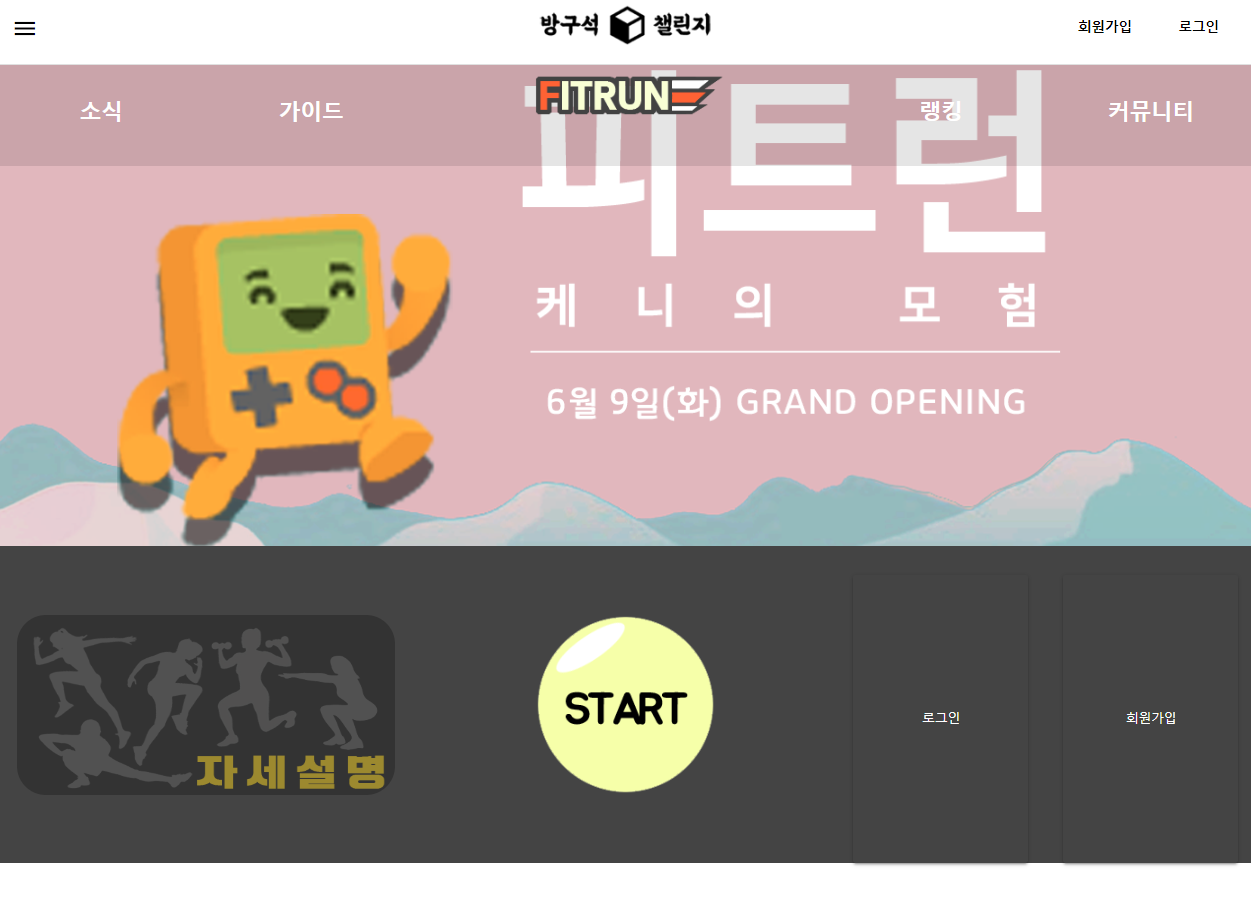 방구석 챌린지
회원가입 로그인
소식 가이드 FITRUN 랭킹 커뮤니티
피트런
케니의 모험
6월 9일(화) GRAND OPENING
자세설명
START
로그인
회원가입